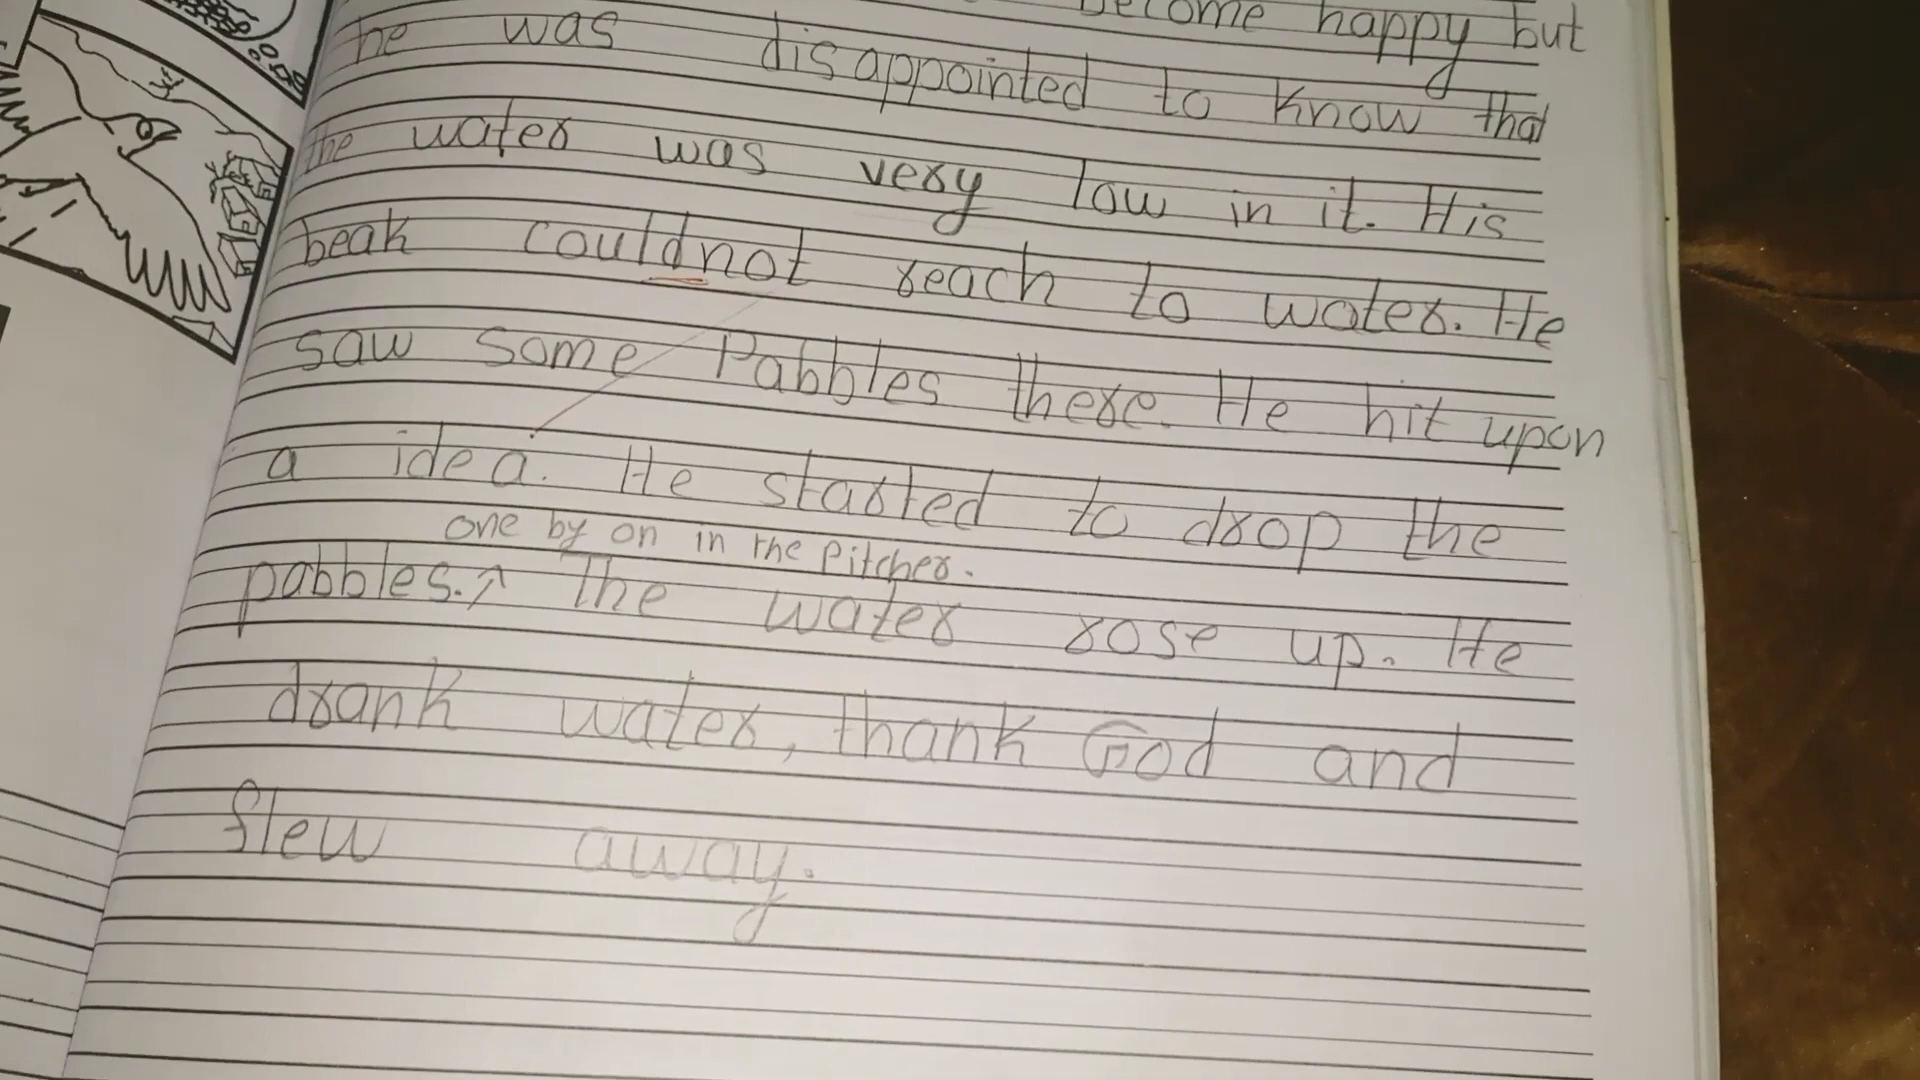 become happy but
he was disappointed to know that
the water was very low in it. His
beak couldnot reach to water. He
saw some Pabbles there. He hit upon
a idea. He started to drop the
one by on in the Pitcher.
pabbles.^ The water rose up. He
drank water, thank God and
flew away.